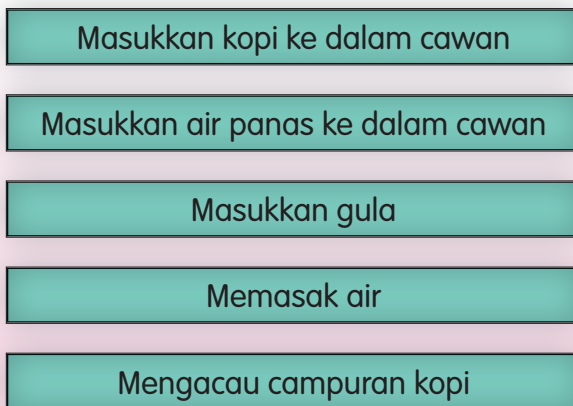 Masukkan kopi ke dalam cawan
Masukkan air panas ke dalam cawan
Masukkan gula
Memasak air
Mengacau campuran kopi